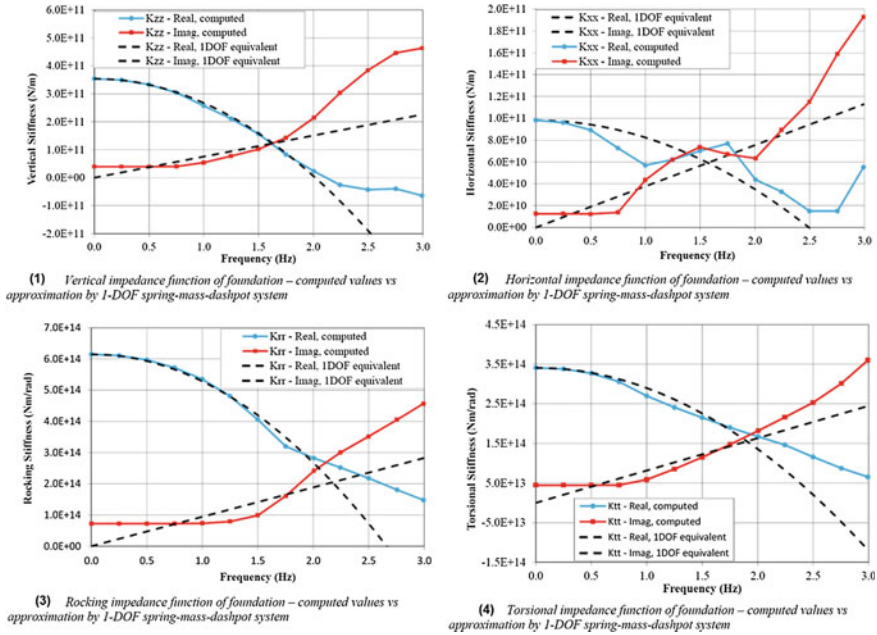 Kzz - Real, computed
Kzz - Imag, computed
Kzz - Real, 1DOF equivalent
Kzz - Imag, 1DOF equivalent
6.0E+11
5.0E+11
4.0E+11
3.0E+11
2.0E+11
1.0E+11
0.0E+00
-1.0E+11
-2.0E+11
Vertical Stiffness (N/m)
0.0 0.5 1.0 1.5 2.0 2.5 3.0
Frequency (Hz)
(1) Vertical impedance function of foundation – computed values vs
approximation by 1-DOF spring-mass-dashpot system
Kxx - Real, 1DOF equivalent
Kxx - Imag, 1DOF equivalent
Kxx - Real, computed
Kxx - Imag, computed
2.0E+11
1.8E+11
1.6E+11
1.4E+11
1.2E+11
1.0E+11
8.0E+10
6.0E+10
4.0E+10
2.0E+10
0.0E+00
Horizontal Stiffness (N/m)
0.0 0.5 1.0 1.5 2.0 2.5 3.0
Frequency (Hz)
(2) Horizontal impedance function of foundation – computed values vs
approximation by 1-DOF spring-mass-dashpot system
Krr - Real, computed
Krr - Imag, computed
Krr - Real, 1DOF equivalent
Krr - Imag, 1DOF equivalent
7.0E+14
6.0E+14
5.0E+14
4.0E+14
3.0E+14
2.0E+14
1.0E+14
0.0E+00
Rocking Stiffness (Nm/rad)
0.0 0.5 1.0 1.5 2.0 2.5 3.0
Frequency (Hz)
(3) Rocking impedance function of foundation – computed values vs
approximation by 1-DOF spring-mass-dashpot system
4.5E+14
3.5E+14
2.5E+14
1.5E+14
5.0E+13
-5.0E+13
-1.5E+14
Torsional Stiffness (Nm/rad)
Ktt - Real, computed
Ktt - Imag, computed
Ktt - Real, 1DOF equivalent
Ktt - Imag, 1DOF equivalent
0.0 0.5 1.0 1.5 2.0 2.5 3.0
Frequency (Hz)
(4) Torsional impedance function of foundation – computed values vs
approximation by 1-DOF spring-mass-dashpot system